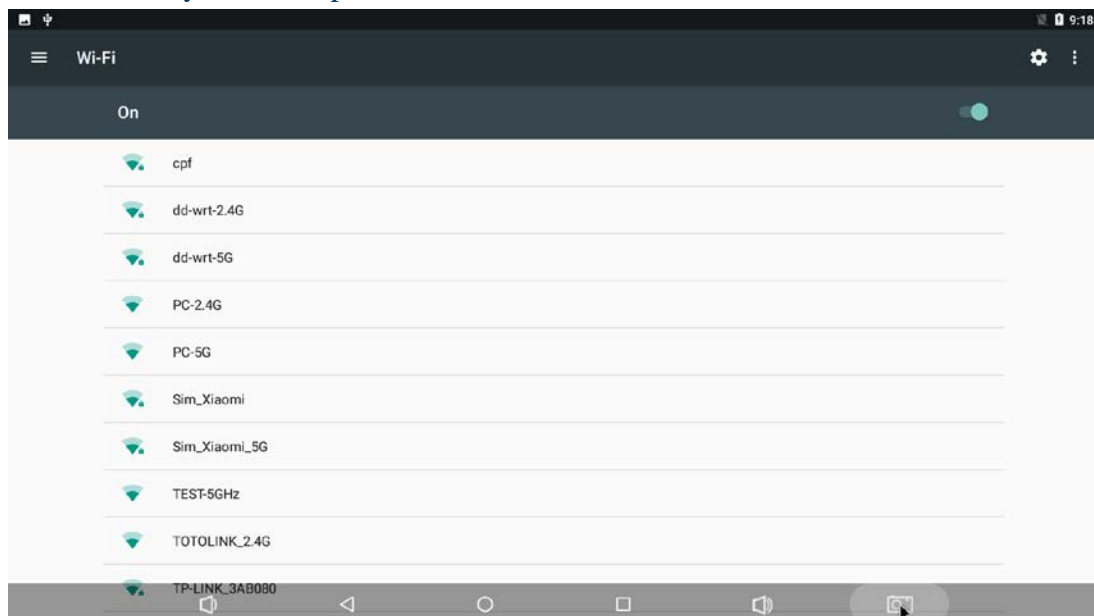 9:18
Wi-Fi
On
cpf
dd-wrt-2.4G
dd-wrt-5G
PC-2.4G
PC-5G
Sim_Xiaomi
Sim_Xiaomi_5G
TEST-5GHz
TOTOLINK_2.4G
TP-LINK_3AB080